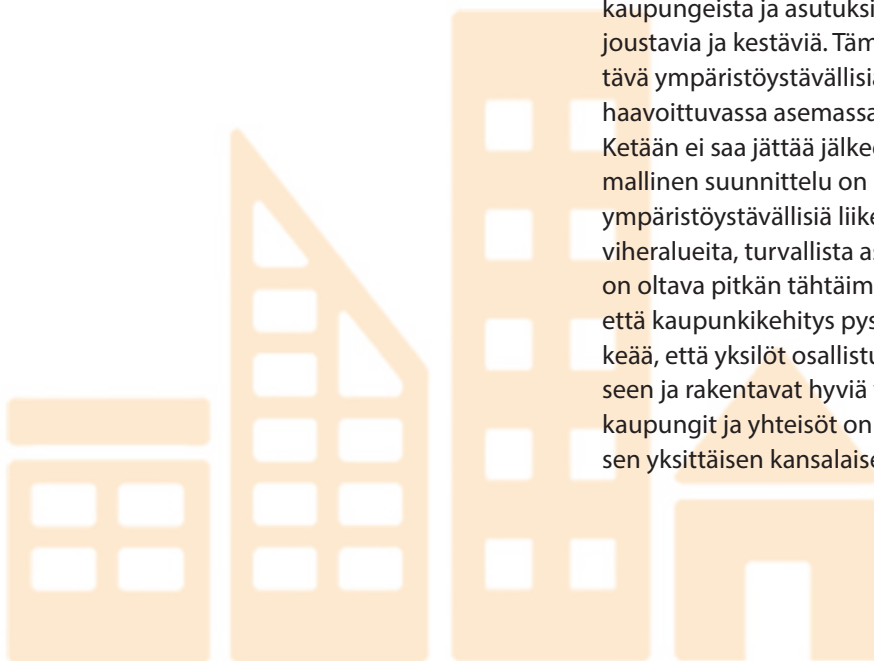 kaupungeista ja asutuksi
joustavia ja kestäviä. Täm
tävä ympäristöystävällisiä
haavoittuvassa asemassa
Ketään ei saa jättää jälkee
mallinen suunnittelu on
ympäristöystävällisiä liike
viheralueita, turvallista as
on oltava pitkän tähtäim
että kaupunkikehitys pys
keää, että yksilöt osallistu
seen ja rakentavat hyviä
kaupungit ja yhteisöt on
sen yksittäisen kansalaise